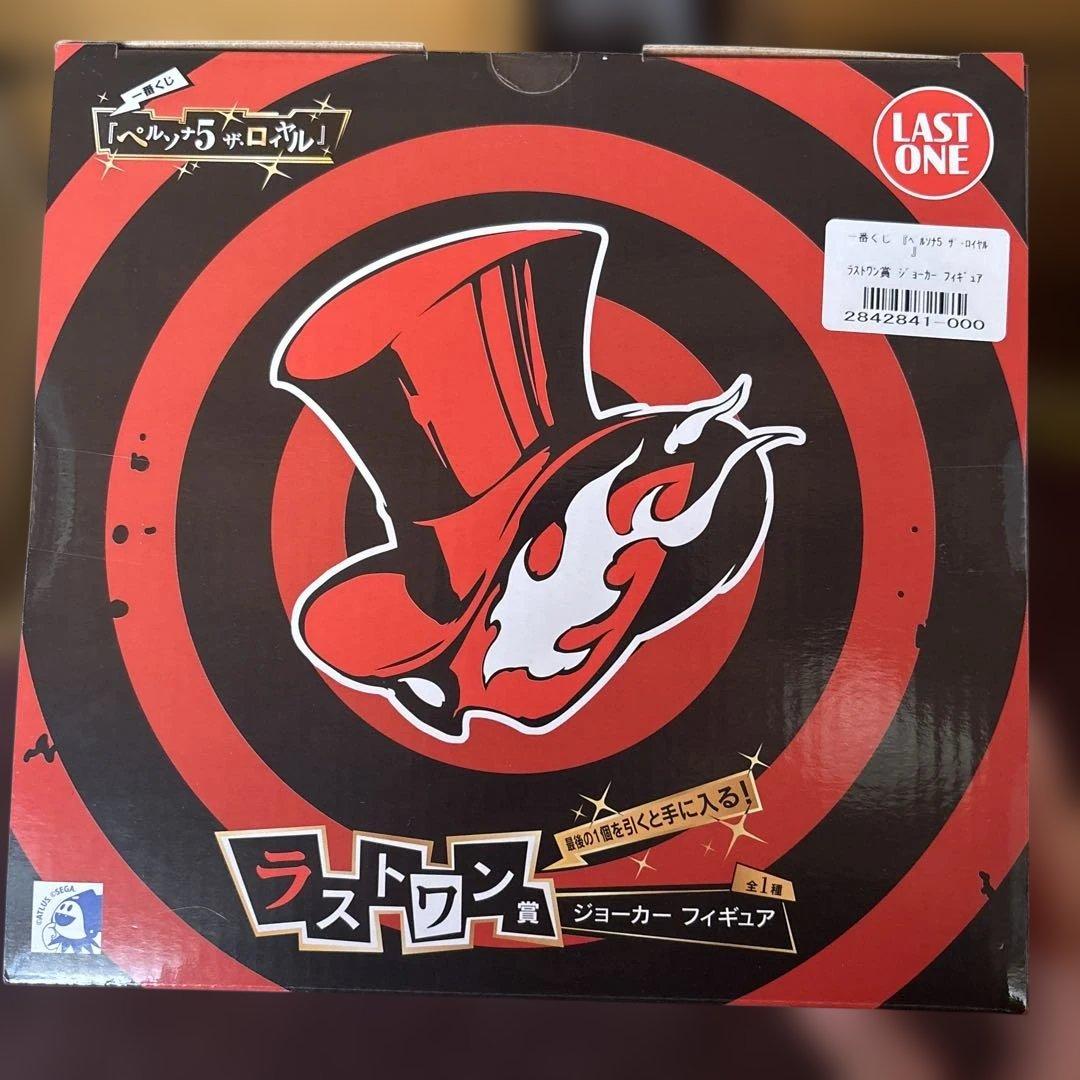 一番くじ
『ペルソナ5 ザ・ロイヤル』
LAST
ONE
一番くじ 『ペルソナ5 ザ・ロイヤル
』
ラストワン賞 ジョーカー フィギュア
2842841-000
最後の1個を引くと手に入る!
ラストワン賞
全1種
ジョーカー フィギュア
©ATLUS ©SEGA